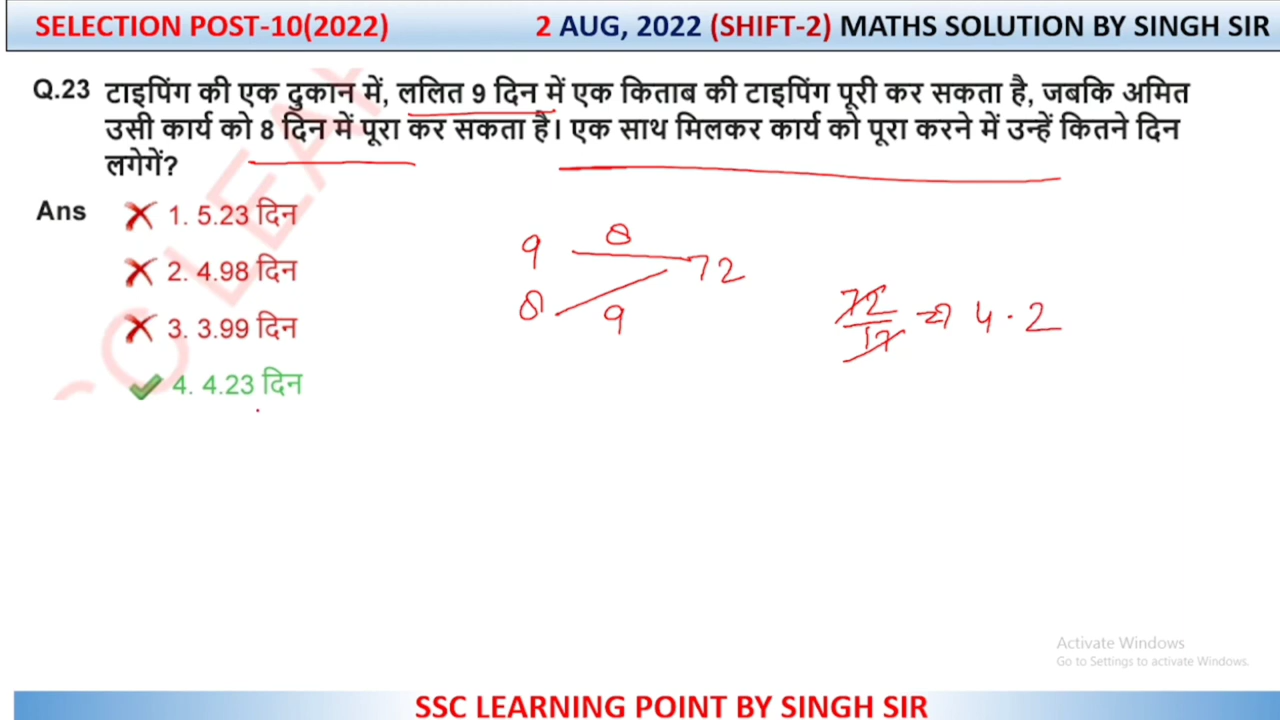 SELECTION POST-10(2022) 2 AUG, 2022 (SHIFT-2) MATHS SOLUTION BY SINGH SIR
Q.23 टाइपिंग की एक दुकान में, ललित 9 दिन में एक किताब की टाइपिंग पूरी कर सकता है, जबकि अमित
उसी कार्य को 8 दिन में पूरा कर सकता है। एक साथ मिलकर कार्य को पूरा करने में उन्हें कितने दिन
लगेगें?
Ans
1. 5.23 दिन
2. 4.98 दिन
3. 3.99 दिन
4. 4.23 दिन
9 8 72
8 9
72/17 ⇒ 4.2
Activate Windows
Go to Settings to activate Windows.
SSC LEARNING POINT BY SINGH SIR